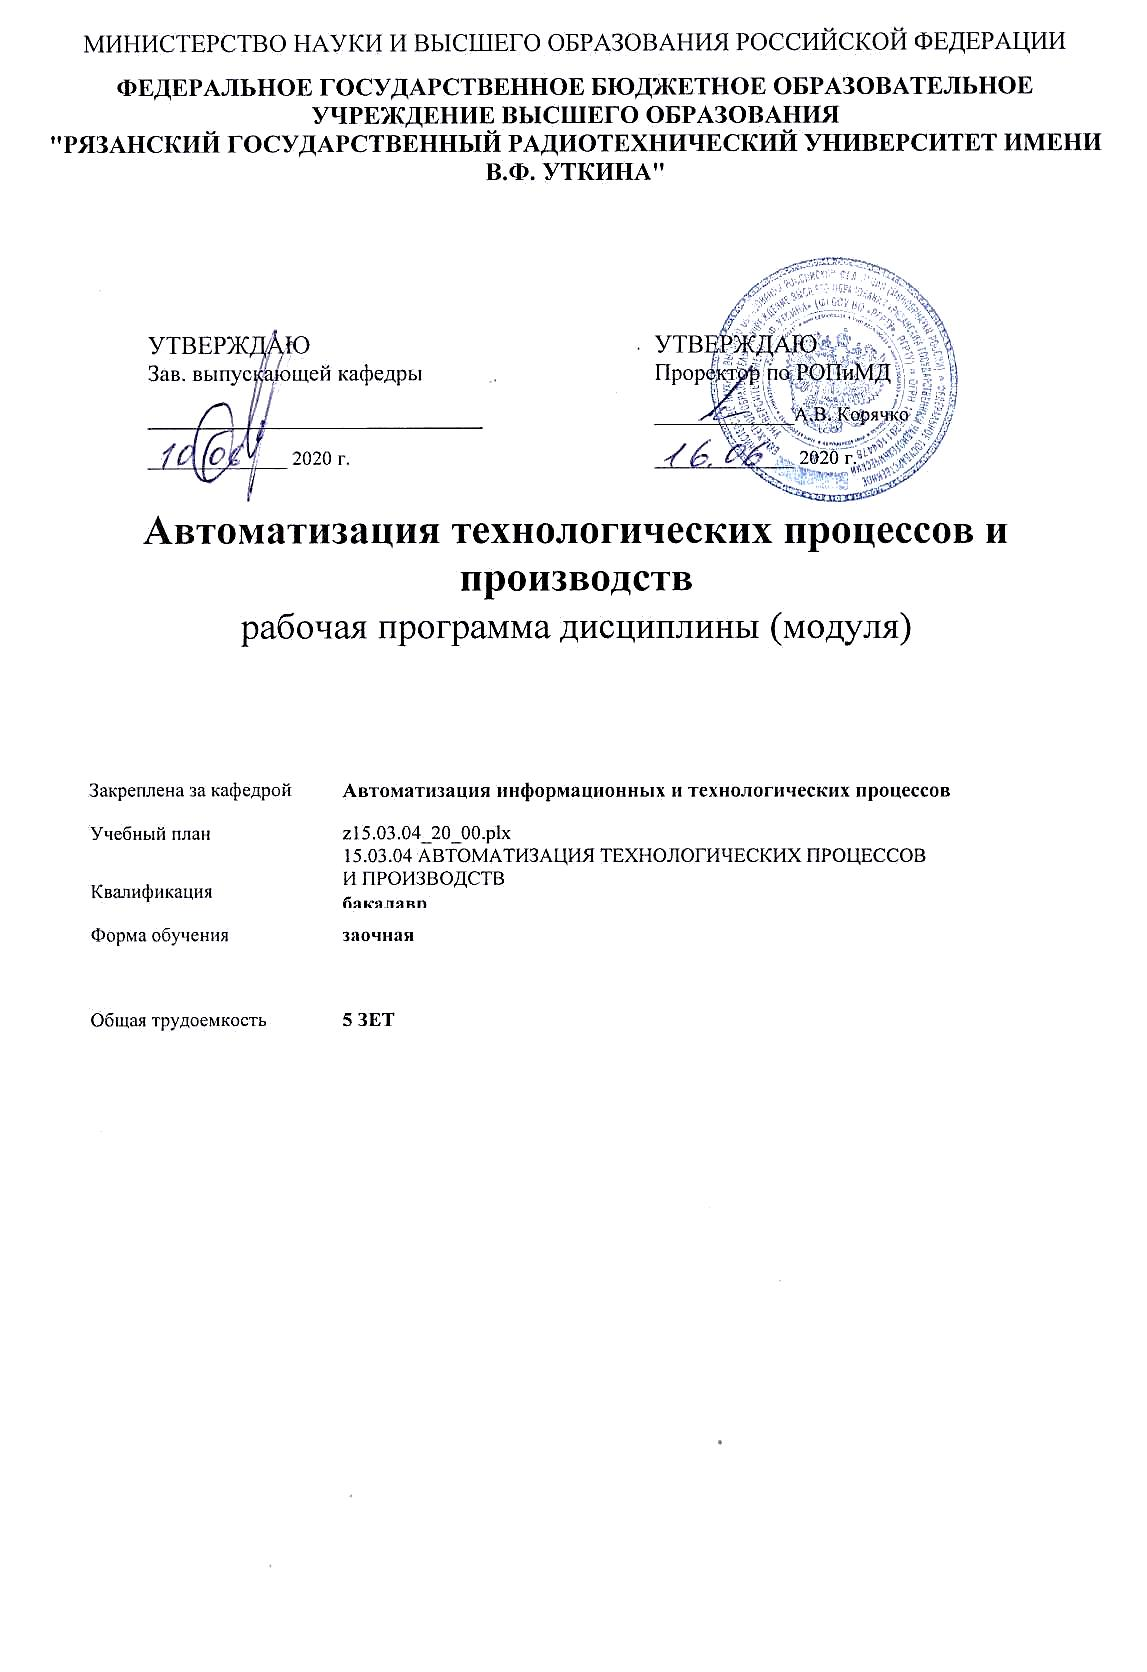 МИНИСТЕРСТВО НАУКИ И ВЫСШЕГО ОБРАЗОВАНИЯ РОССИЙСКОЙ ФЕДЕРАЦИИ
ФЕДЕРАЛЬНОЕ ГОСУДАРСТВЕННОЕ БЮДЖЕТНОЕ ОБРАЗОВАТЕЛЬНОЕ
УЧРЕЖДЕНИЕ ВЫСШЕГО ОБРАЗОВАНИЯ
"РЯЗАНСКИЙ ГОСУДАРСТВЕННЫЙ РАДИОТЕХНИЧЕСКИЙ УНИВЕРСИТЕТ ИМЕНИ
В.Ф. УТКИНА"
УТВЕРЖДАЮ
Зав. выпускающей кафедры
10 06 2020 г.
УТВЕРЖДАЮ
Проректор по РОПиМД
А.В. Корячко
16.06 2020 г.
Автоматизация технологических процессов и
производств
рабочая программа дисциплины (модуля)
Закреплена за кафедрой Автоматизация информационных и технологических процессов
Учебный план z15.03.04_20_00.plx
15.03.04 АВТОМАТИЗАЦИЯ ТЕХНОЛОГИЧЕСКИХ ПРОЦЕССОВ
И ПРОИЗВОДСТВ
Квалификация бакалавр
Форма обучения заочная
Общая трудоемкость 5 ЗЕТ